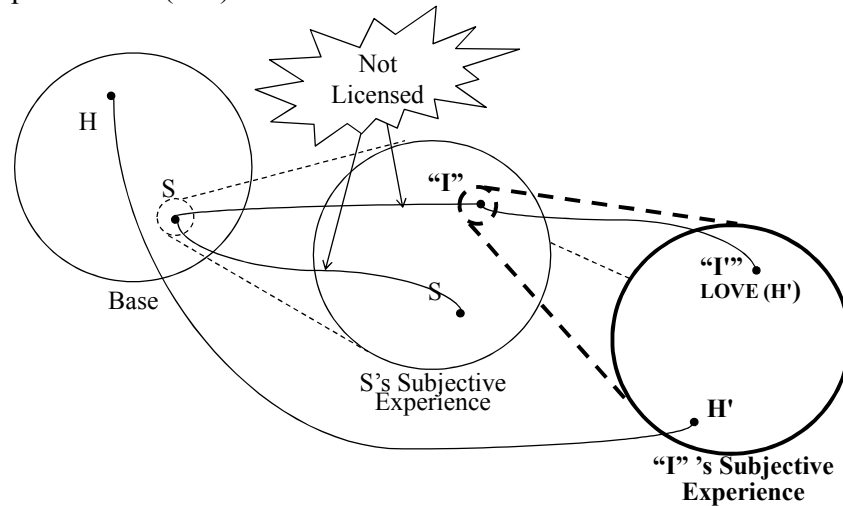 Not
Licensed
H
S
“I”
“I'”
LOVE (H')
S
Base
S’s Subjective
Experience
H'
“I” ’s Subjective
Experience